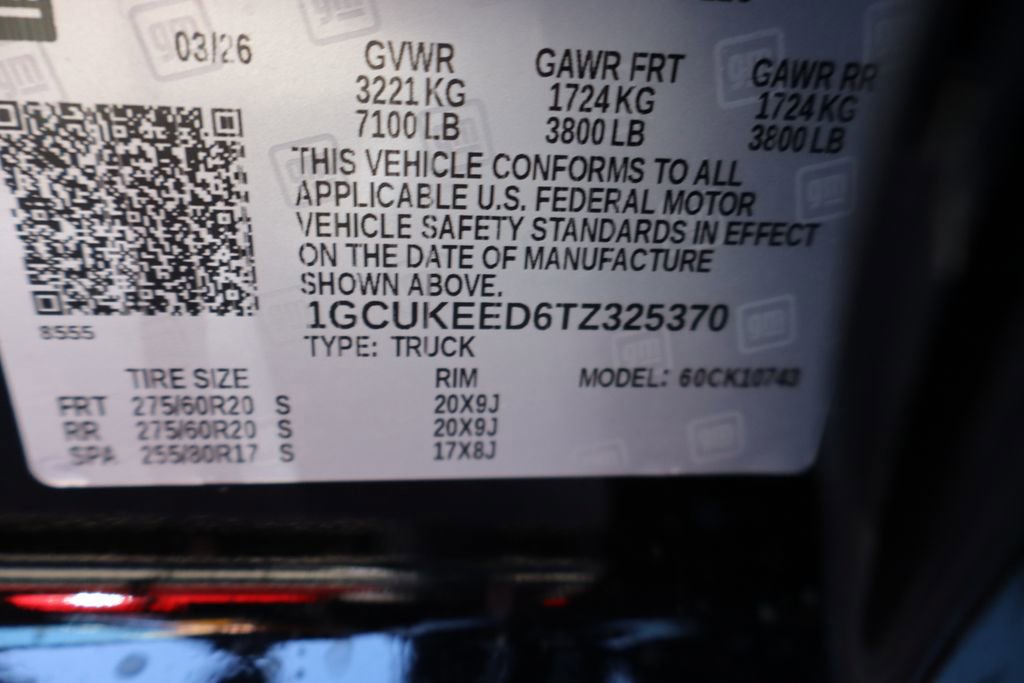 03/26
GVWR GAWR FRT GAWR RR
3221 KG 1724 KG 1724 KG
7100 LB 3800 LB 3800 LB
THIS VEHICLE CONFORMS TO ALL
APPLICABLE U.S. FEDERAL MOTOR
VEHICLE SAFETY STANDARDS IN EFFECT
ON THE DATE OF MANUFACTURE
SHOWN ABOVE.
1GCUKEED6TZ325370
8555
TYPE: TRUCK
TIRE SIZE RIM MODEL: 60CK10743
FRT 275/60R20 S 20X9J
RR 275/60R20 S 20X9J
SPA 255/80R17 S 17X8J